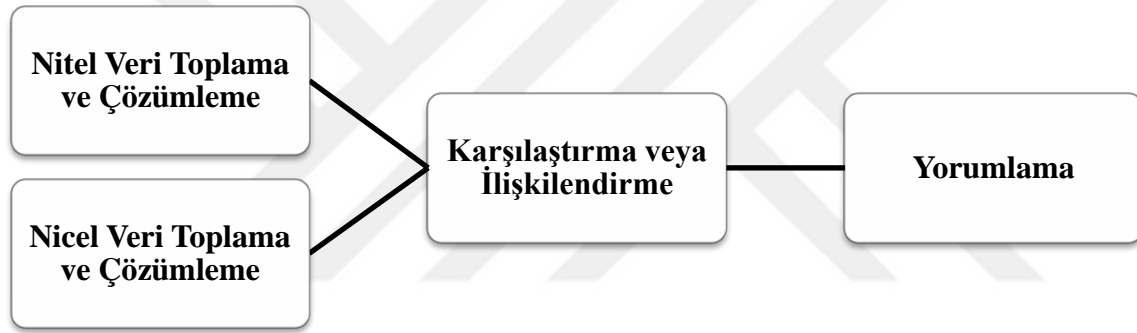 Nitel Veri Toplama
ve Çözümleme
Nicel Veri Toplama
ve Çözümleme
Karşılaştırma veya
İlişkilendirme
Yorumlama